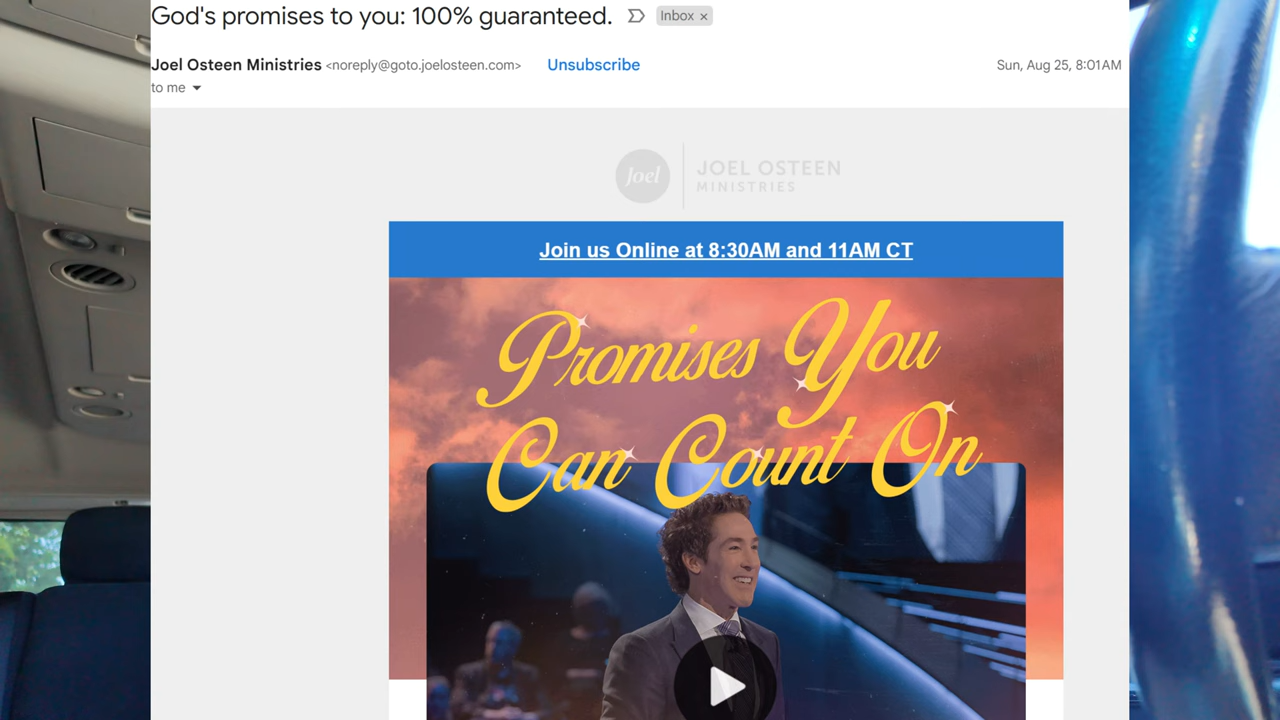 God's promises to you: 100% guaranteed.
Inbox ×
Joel Osteen Ministries <noreply@goto.joelosteen.com> Unsubscribe
Sun, Aug 25, 8:01AM
to me
Joel
JOEL OSTEEN
MINISTRIES
Join us Online at 8:30AM and 11AM CT
Promises You
Can Count On